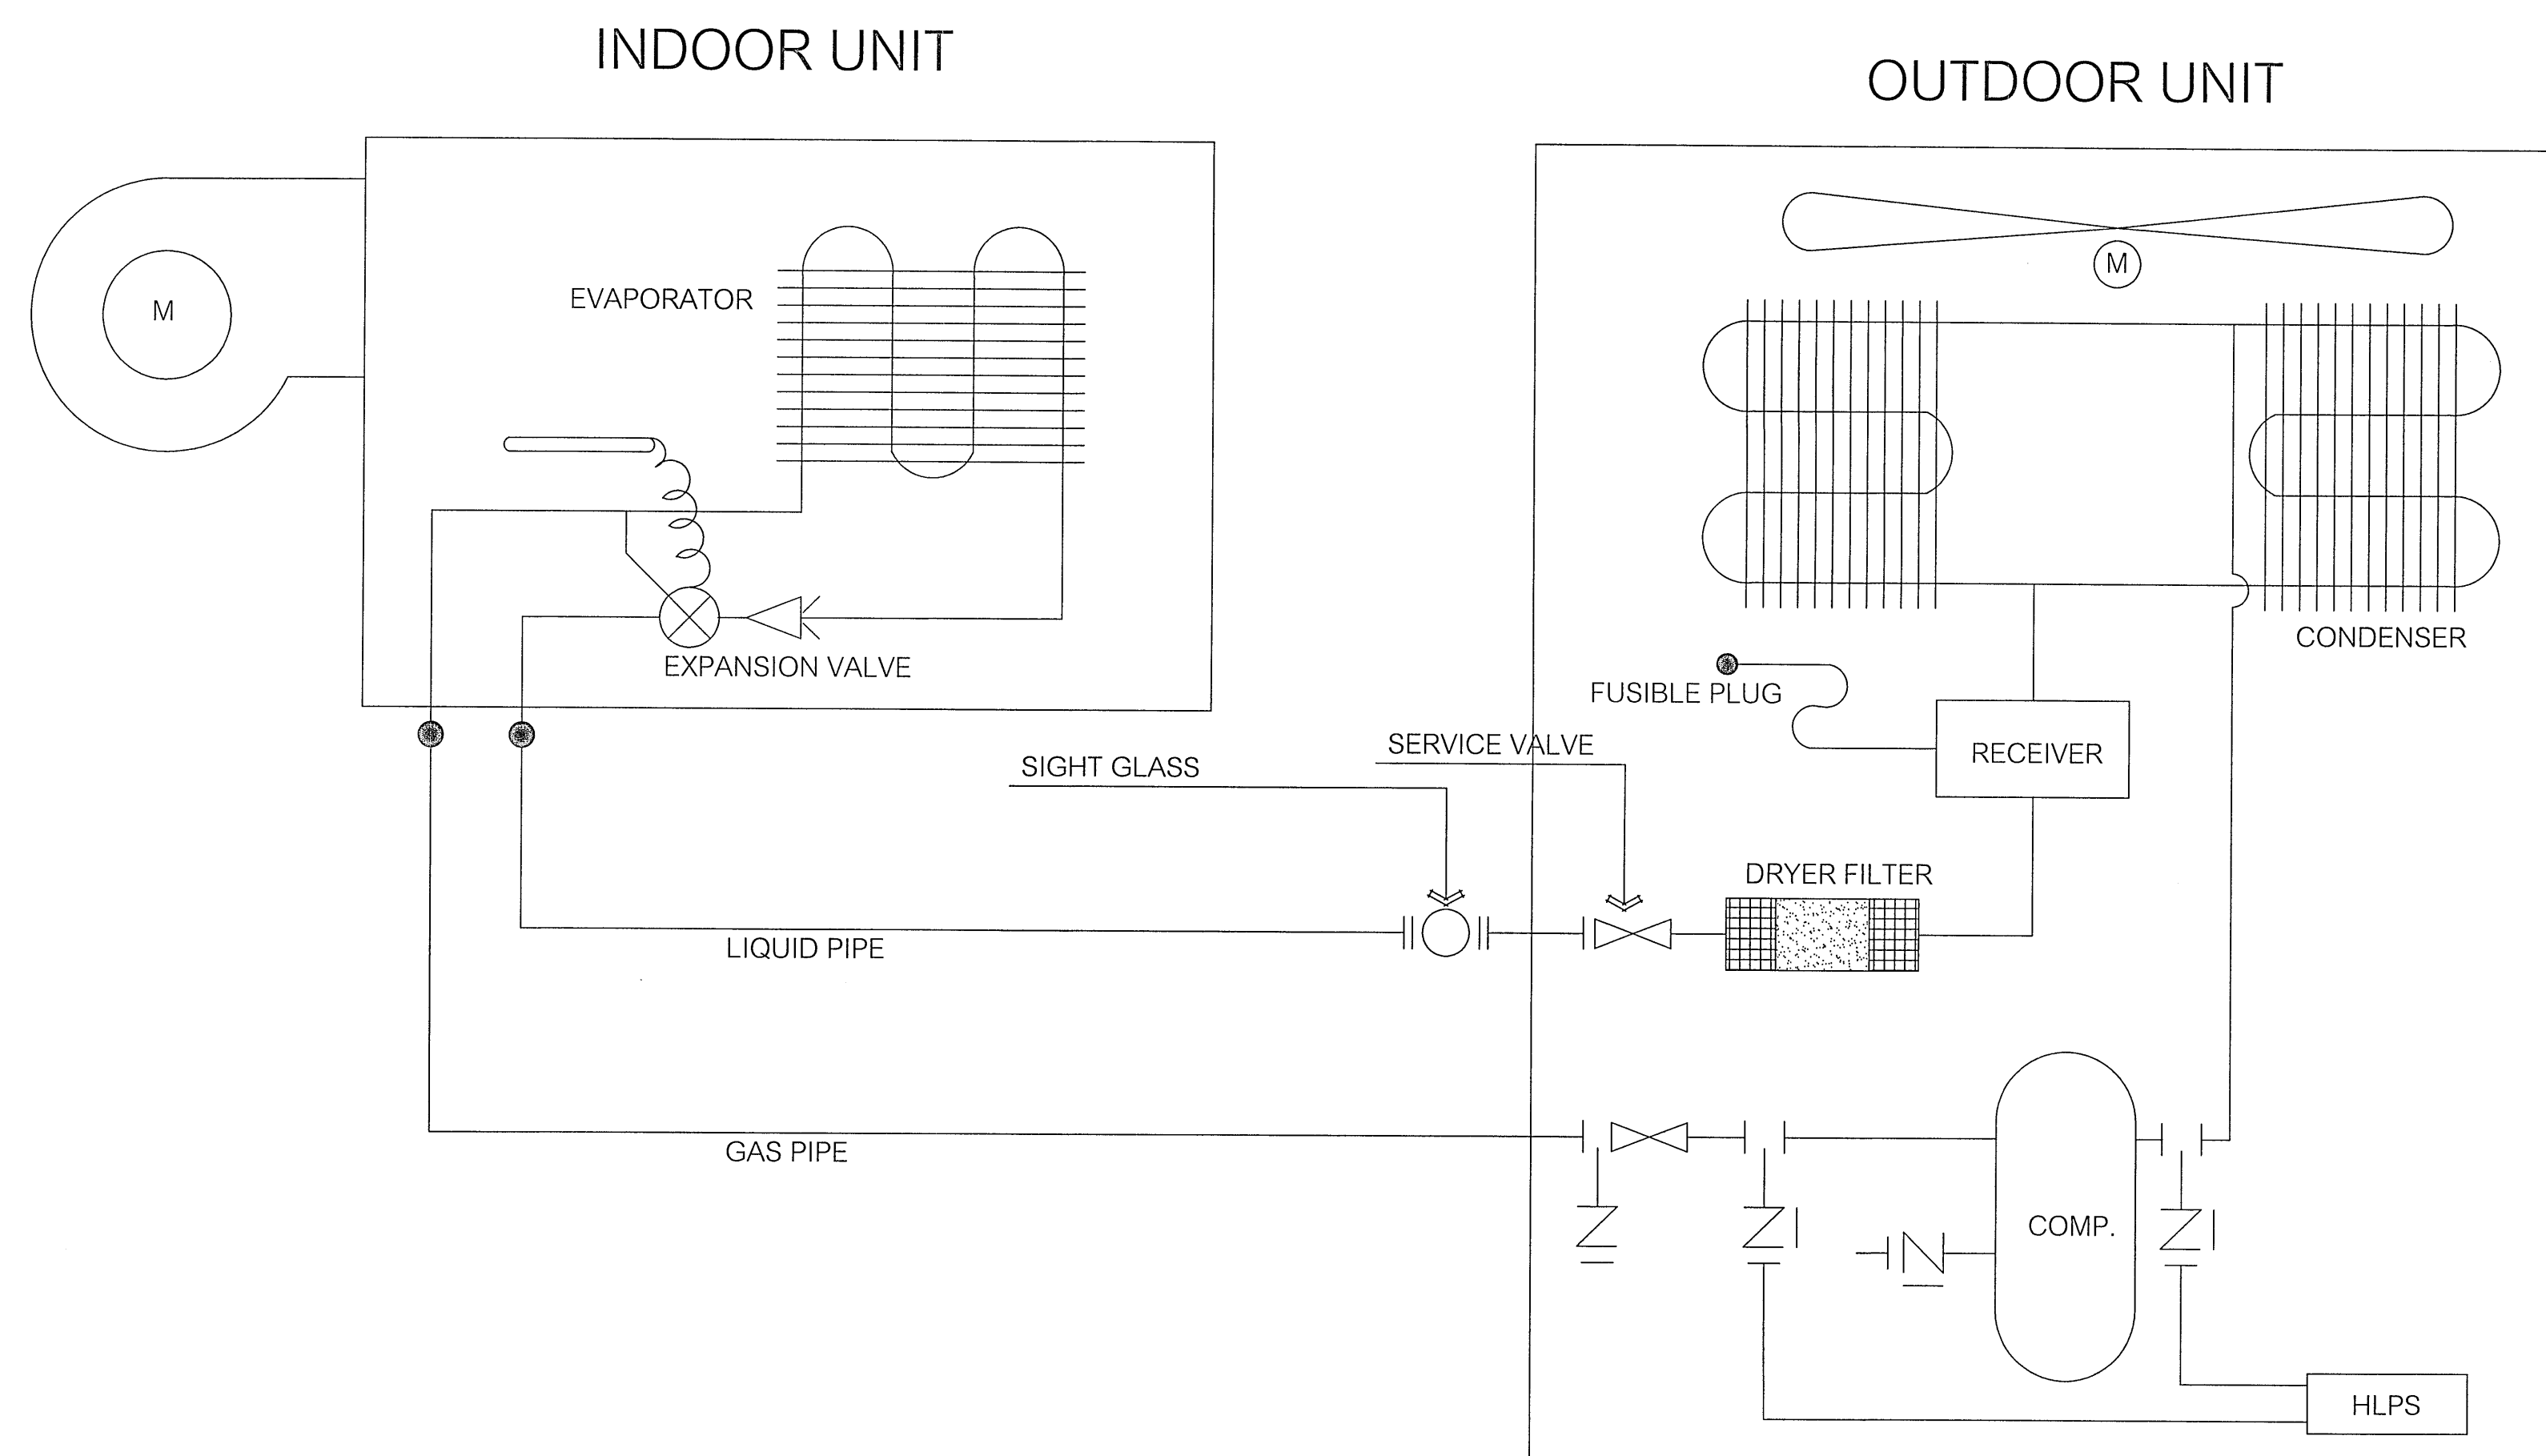 INDOOR UNIT
OUTDOOR UNIT
M
EVAPORATOR
M
EXPANSION VALVE
CONDENSER
FUSIBLE PLUG
RECEIVER
SERVICE VALVE
SIGHT GLASS
DRYER FILTER
LIQUID PIPE
GAS PIPE
COMP.
HLPS